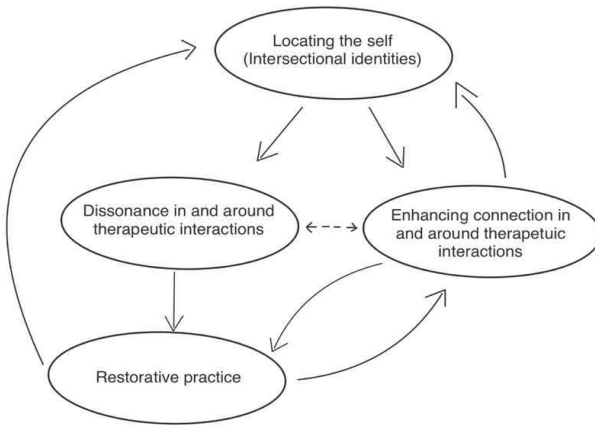 Locating the self
(Intersectional identities)
Dissonance in and around
therapeutic interactions
Enhancing connection in
and around therapetuic
interactions
Restorative practice